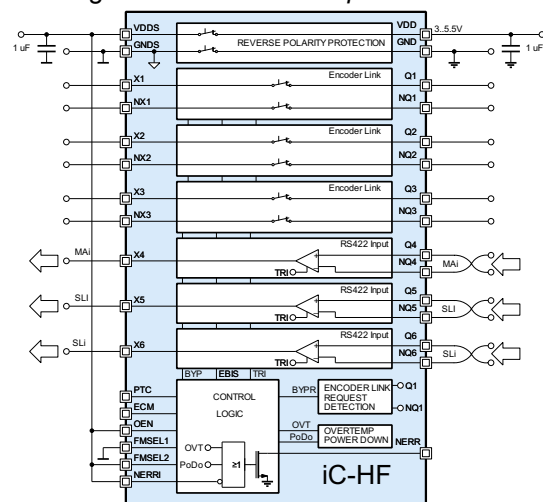 VDDS VDD 3..5.5V
1 uF GNDS REVERSE POLARITY PROTECTION GND 1 uF
X1 Encoder Link Q1
NX1 NQ1
X2 Encoder Link Q2
NX2 NQ2
X3 Encoder Link Q3
NX3 NQ3
RS422 Input Q4
MAi X4 + NQ4 MAi
TRI -
RS422 Input Q5
SLI X5 + NQ5 SLI
TRI -
RS422 Input Q6
SLi X6 + NQ6 SLi
TRI -
BYP EBIS TRI
PTC CONTROL BYPR ENCODER LINK Q1
ECM LOGIC REQUEST
DETECTION NQ1
OEN OVT OVERTEMP
FMSEL1 PoDo POWER DOWN NERR
OVT
FMSEL2 PoDo ≥1
NERRI iC-HF